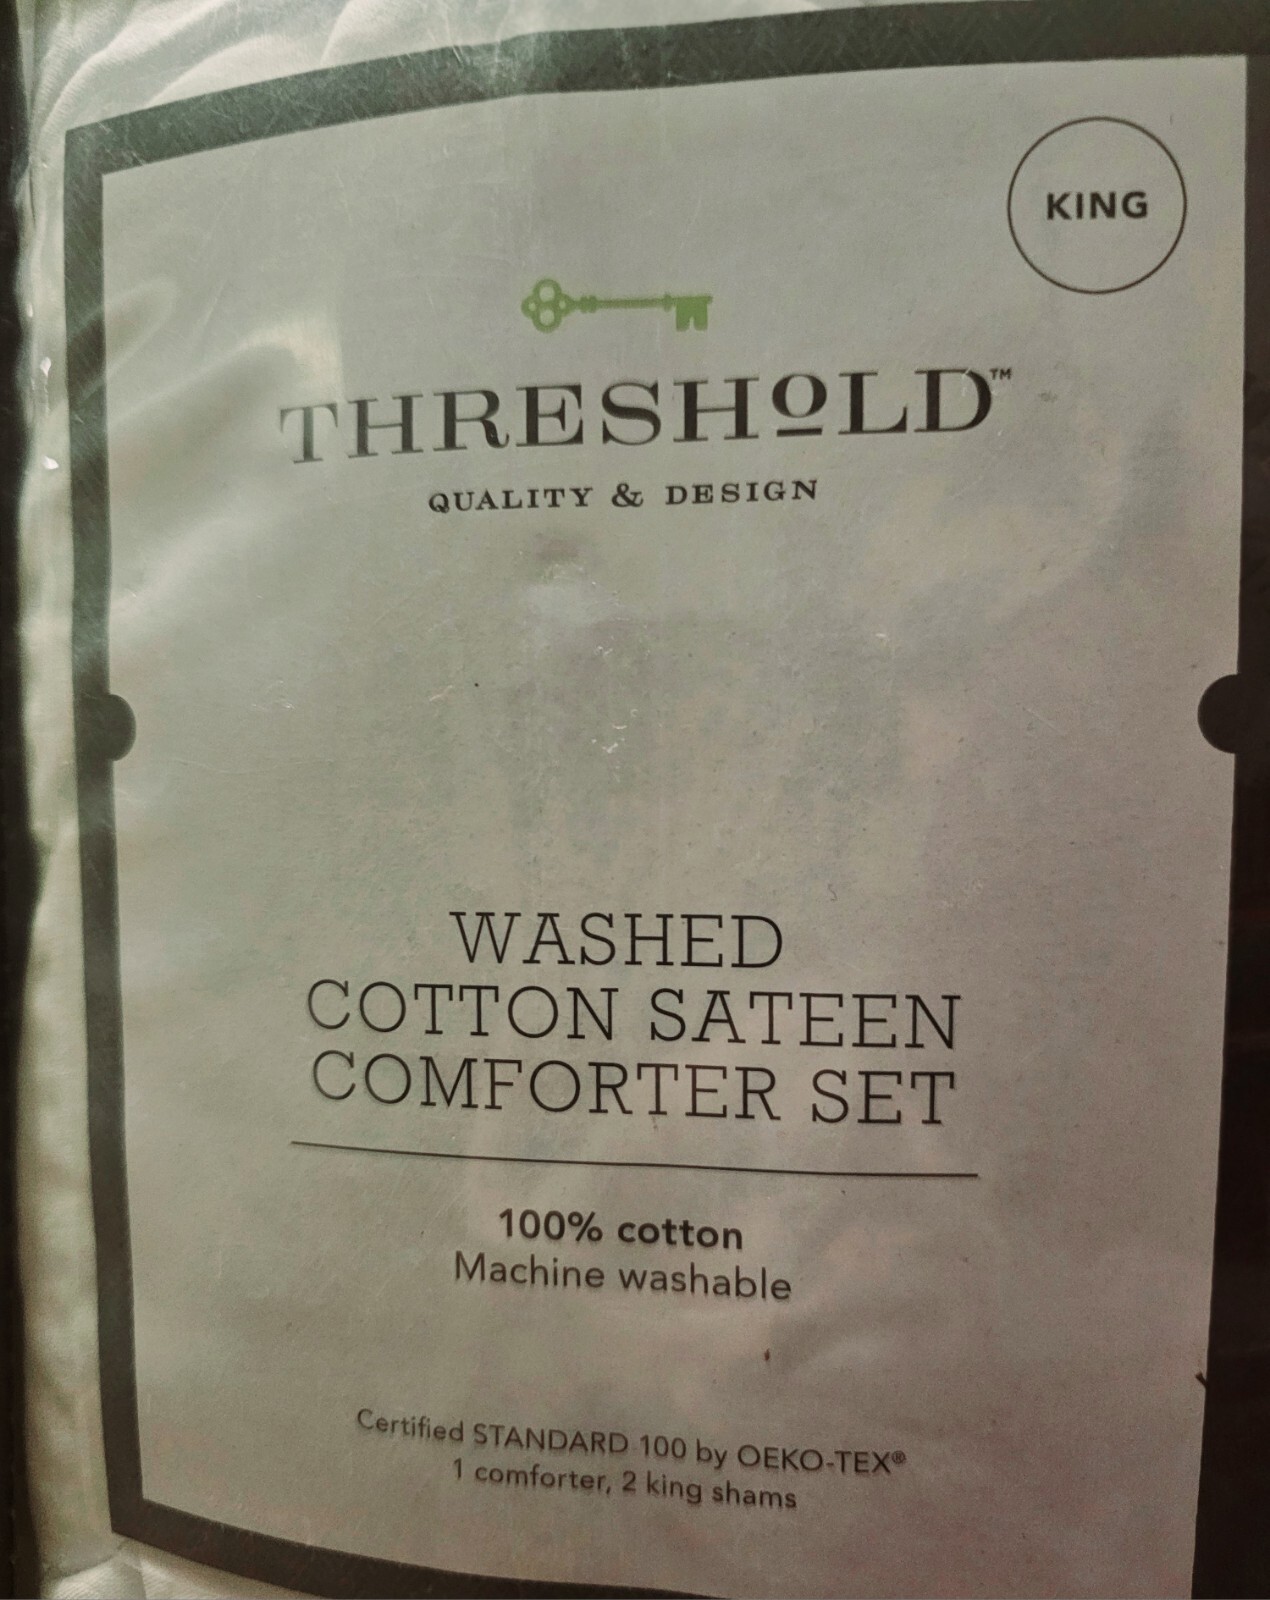 KING
THRESHOLD™
QUALITY & DESIGN
WASHED
COTTON SATEEN
COMFORTER SET
100% cotton
Machine washable
Certified STANDARD 100 by OEKO-TEX®
1 comforter, 2 king shams